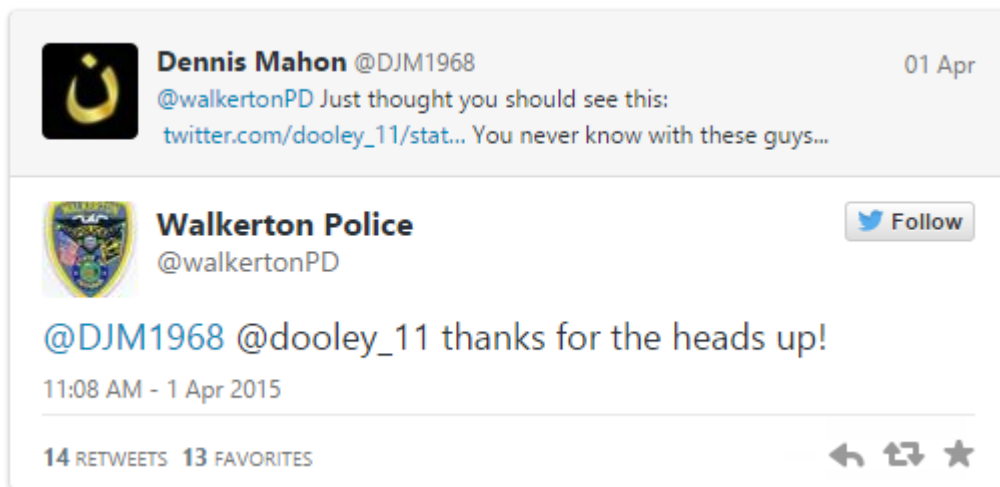 ن
Dennis Mahon @DJM1968 01 Apr
@walkertonPD Just thought you should see this:
twitter.com/dooley_11/stat... You never know with these guys...
WALKERTON
Walkerton Police Follow
@walkertonPD
@DJM1968 @dooley_11 thanks for the heads up!
11:08 AM - 1 Apr 2015
14 RETWEETS 13 FAVORITES